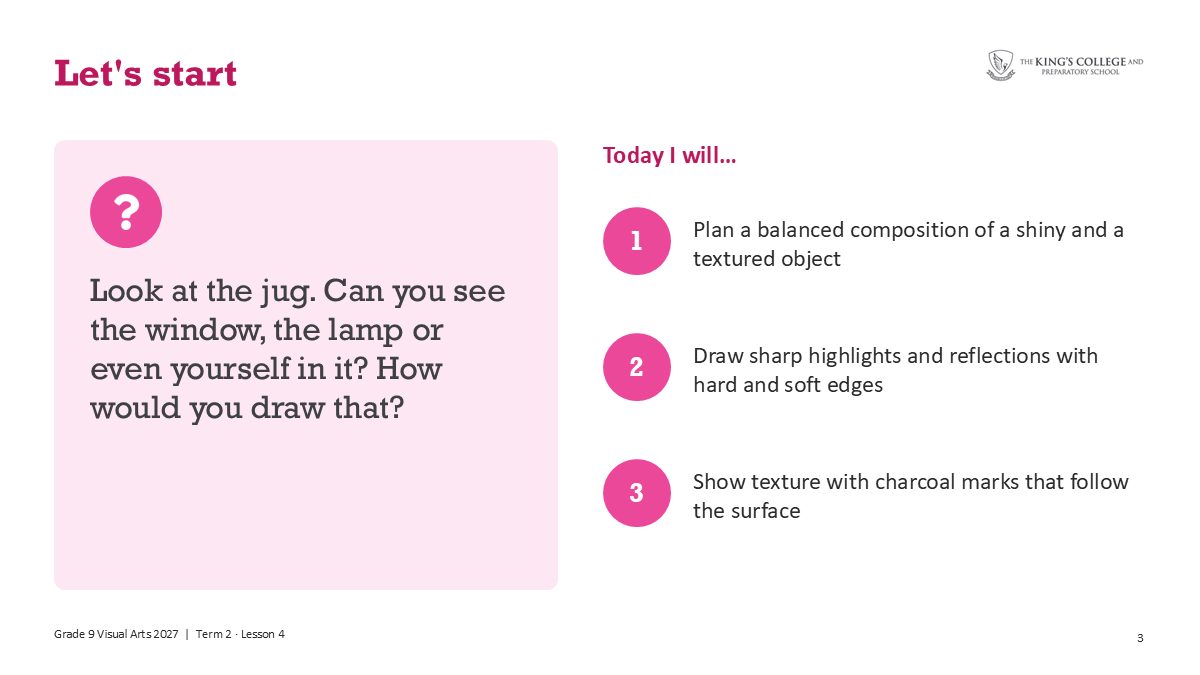 Let's start
THE KING'S COLLEGE AND
PREPARATORY SCHOOL
?
Look at the jug. Can you see
the window, the lamp or
even yourself in it? How
would you draw that?
Today I will...
1
Plan a balanced composition of a shiny and a
textured object
2
Draw sharp highlights and reflections with
hard and soft edges
3
Show texture with charcoal marks that follow
the surface
Grade 9 Visual Arts 2027 | Term 2 · Lesson 4
3